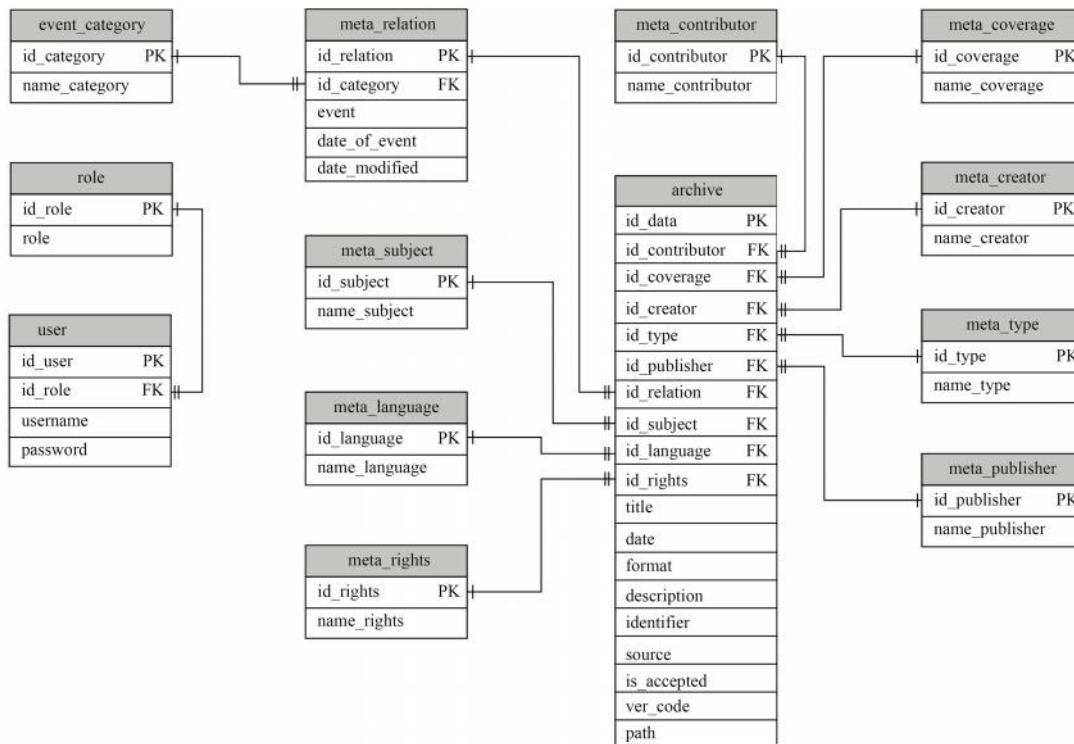 event_category
id_category PK
name_category
meta_relation
id_relation PK
id_category FK
event
date_of_event
date_modified
meta_contributor
id_contributor PK
name_contributor
meta_coverage
id_coverage PK
name_coverage
role
id_role PK
role
user
id_user PK
id_role FK
username
password
meta_subject
id_subject PK
name_subject
meta_language
id_language PK
name_language
meta_rights
id_rights PK
name_rights
archive
id_data PK
id_contributor FK
id_coverage FK
id_creator FK
id_type FK
id_publisher FK
id_relation FK
id_subject FK
id_language FK
id_rights FK
title
date
format
description
identifier
source
is_accepted
ver_code
path
meta_creator
id_creator PK
name_creator
meta_type
id_type PK
name_type
meta_publisher
id_publisher PK
name_publisher